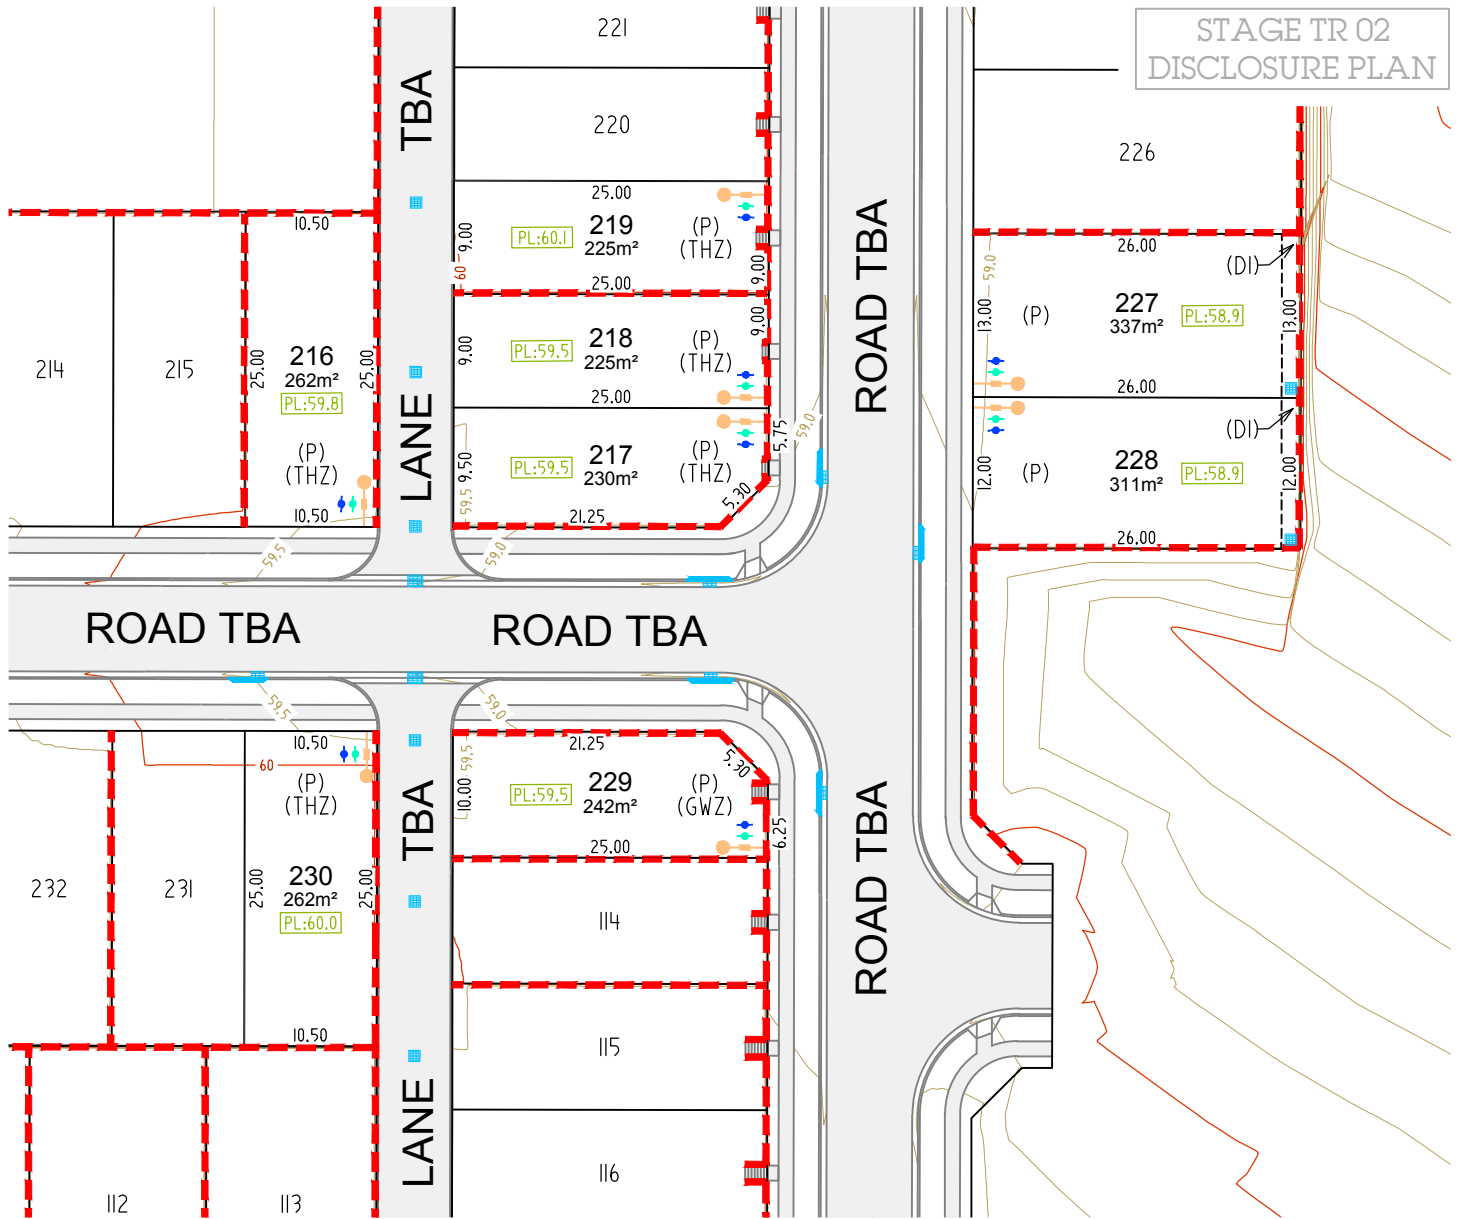 STAGE TR 02
DISCLOSURE PLAN
221
220
226
TBA
LANE
ROAD TBA
25.00
9.00
60
PL:60.1
219
225m²
(P)
(THZ)
9.00
25.00
9.00
PL:59.5
218
225m²
(P)
(THZ)
9.00
25.00
9.50
59.5
PL:59.5
217
230m²
(P)
(THZ)
5.75
59.0
5.30
21.25
10.50
214
215
25.00
216
262m²
PL:59.8
25.00
(P)
(THZ)
10.50
59.5
59.0
26.00
59.0
(DI)
13.00
(P)
227
337m²
PL:58.9
13.00
26.00
(DI)
12.00
(P)
228
311m²
PL:58.9
12.00
26.00
ROAD TBA
ROAD TBA
59.5
59.0
10.50
60
(P)
(THZ)
232
231
25.00
230
262m²
PL:60.0
25.00
10.50
TBA
LANE
21.25
59.5
10.00
PL:59.5
229
242m²
(P)
(GWZ)
5.30
6.25
25.00
ROAD TBA
114
115
116
112
113